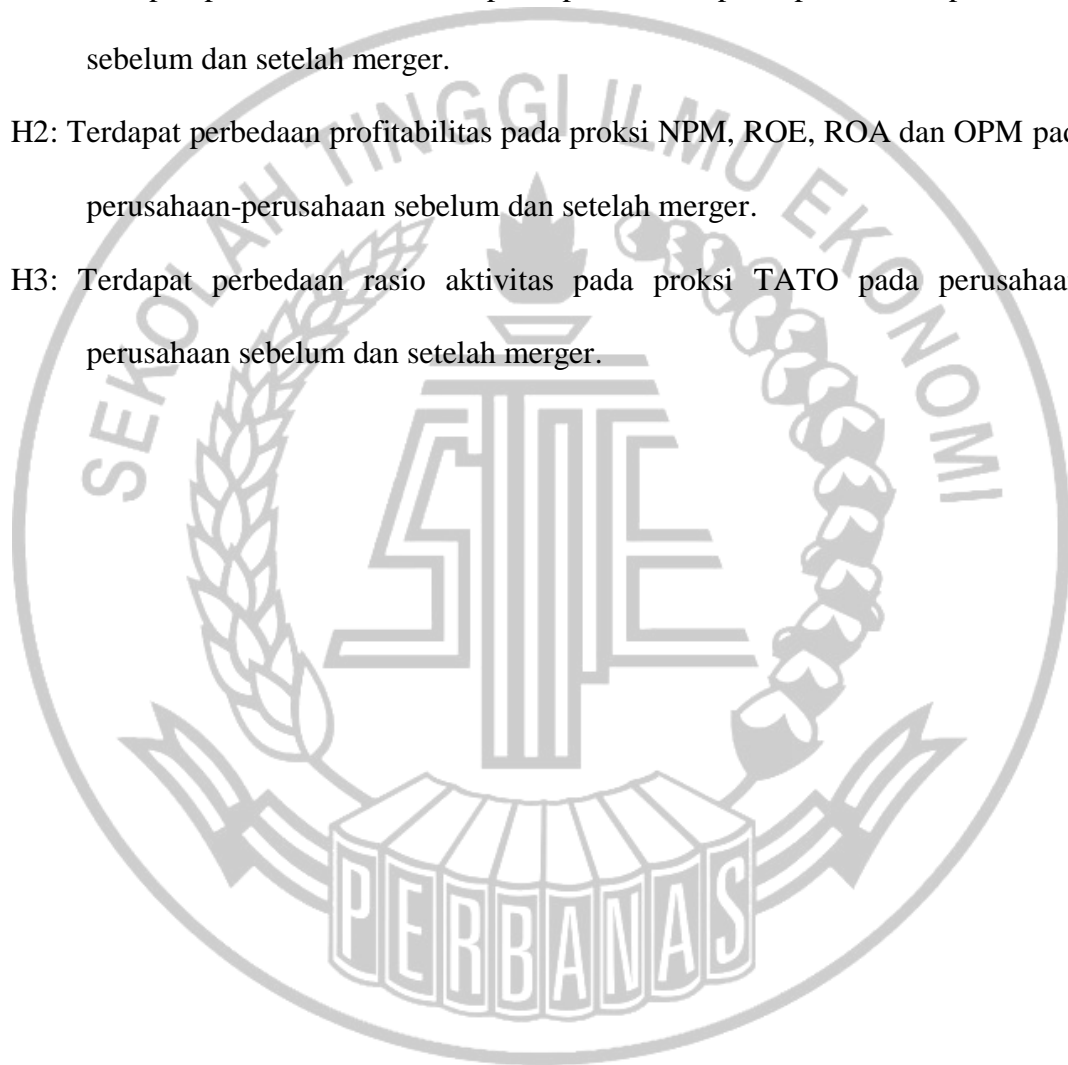 sebelum dan setelah merger.
H2: Terdapat perbedaan profitabilitas pada proksi NPM, ROE, ROA dan OPM
perusahaan-perusahaan sebelum dan setelah merger.
H3: Terdapat perbedaan rasio aktivitas pada proksi TATO pada perusahaa
perusahaan sebelum dan setelah merger.
SEKOLAH TINGGI ILMU EKONOMI
PERBANAS